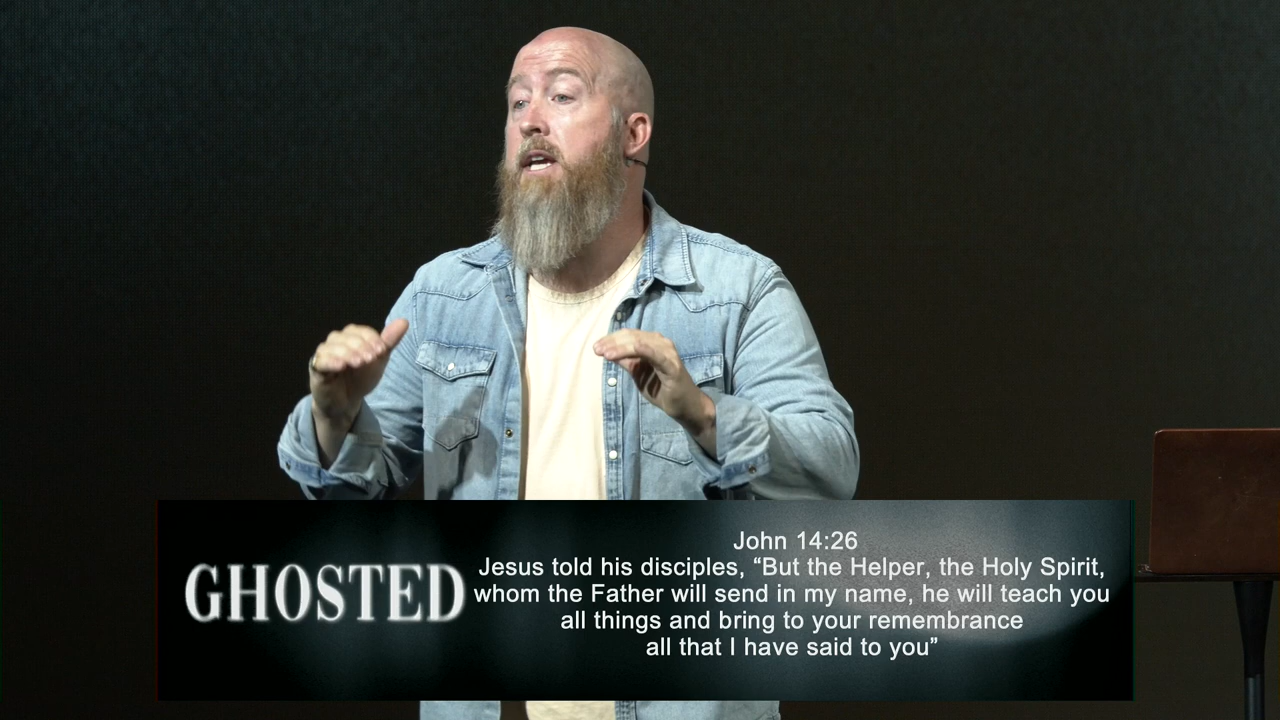 GHOSTED
John 14:26
Jesus told his disciples, “But the Helper, the Holy Spirit,
whom the Father will send in my name, he will teach you
all things and bring to your remembrance
all that I have said to you”